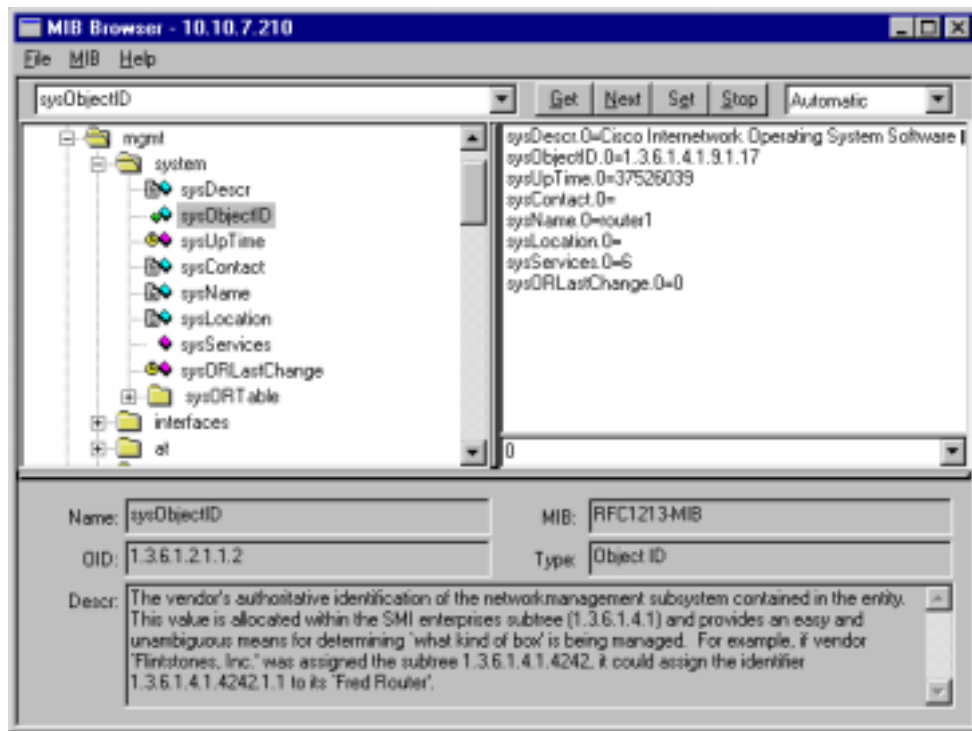 MIB Browser - 10.10.7.210
File MIB Help
sysObjectID Get Next Set Stop Automatic
mgmt
system
sysDescr
sysObjectID
sysUpTime
sysContact
sysName
sysLocation
sysServices
sysORLastChange
sysORTable
interfaces
at
sysDescr.0=Cisco Internetwork Operating System Software
sysObjectID.0=1.3.6.1.4.1.9.1.17
sysUpTime.0=37526039
sysContact.0=
sysName.0=router1
sysLocation.0=
sysServices.0=6
sysORLastChange.0=0
0
Name: sysObjectID
MIB: RFC1213-MIB
OID: 1.3.6.1.2.1.1.2
Type: Object ID
Descr: The vendor's authoritative identification of the networkmanagement subsystem contained in the entity.
This value is allocated within the SMI enterprises subtree (1.3.6.1.4.1) and provides an easy and
unambiguous means for determining `what kind of box' is being managed. For example, if vendor
`Flintstones, Inc.' was assigned the subtree 1.3.6.1.4.1.4242, it could assign the identifier
1.3.6.1.4.1.4242.1.1 to its `Fred Router'.